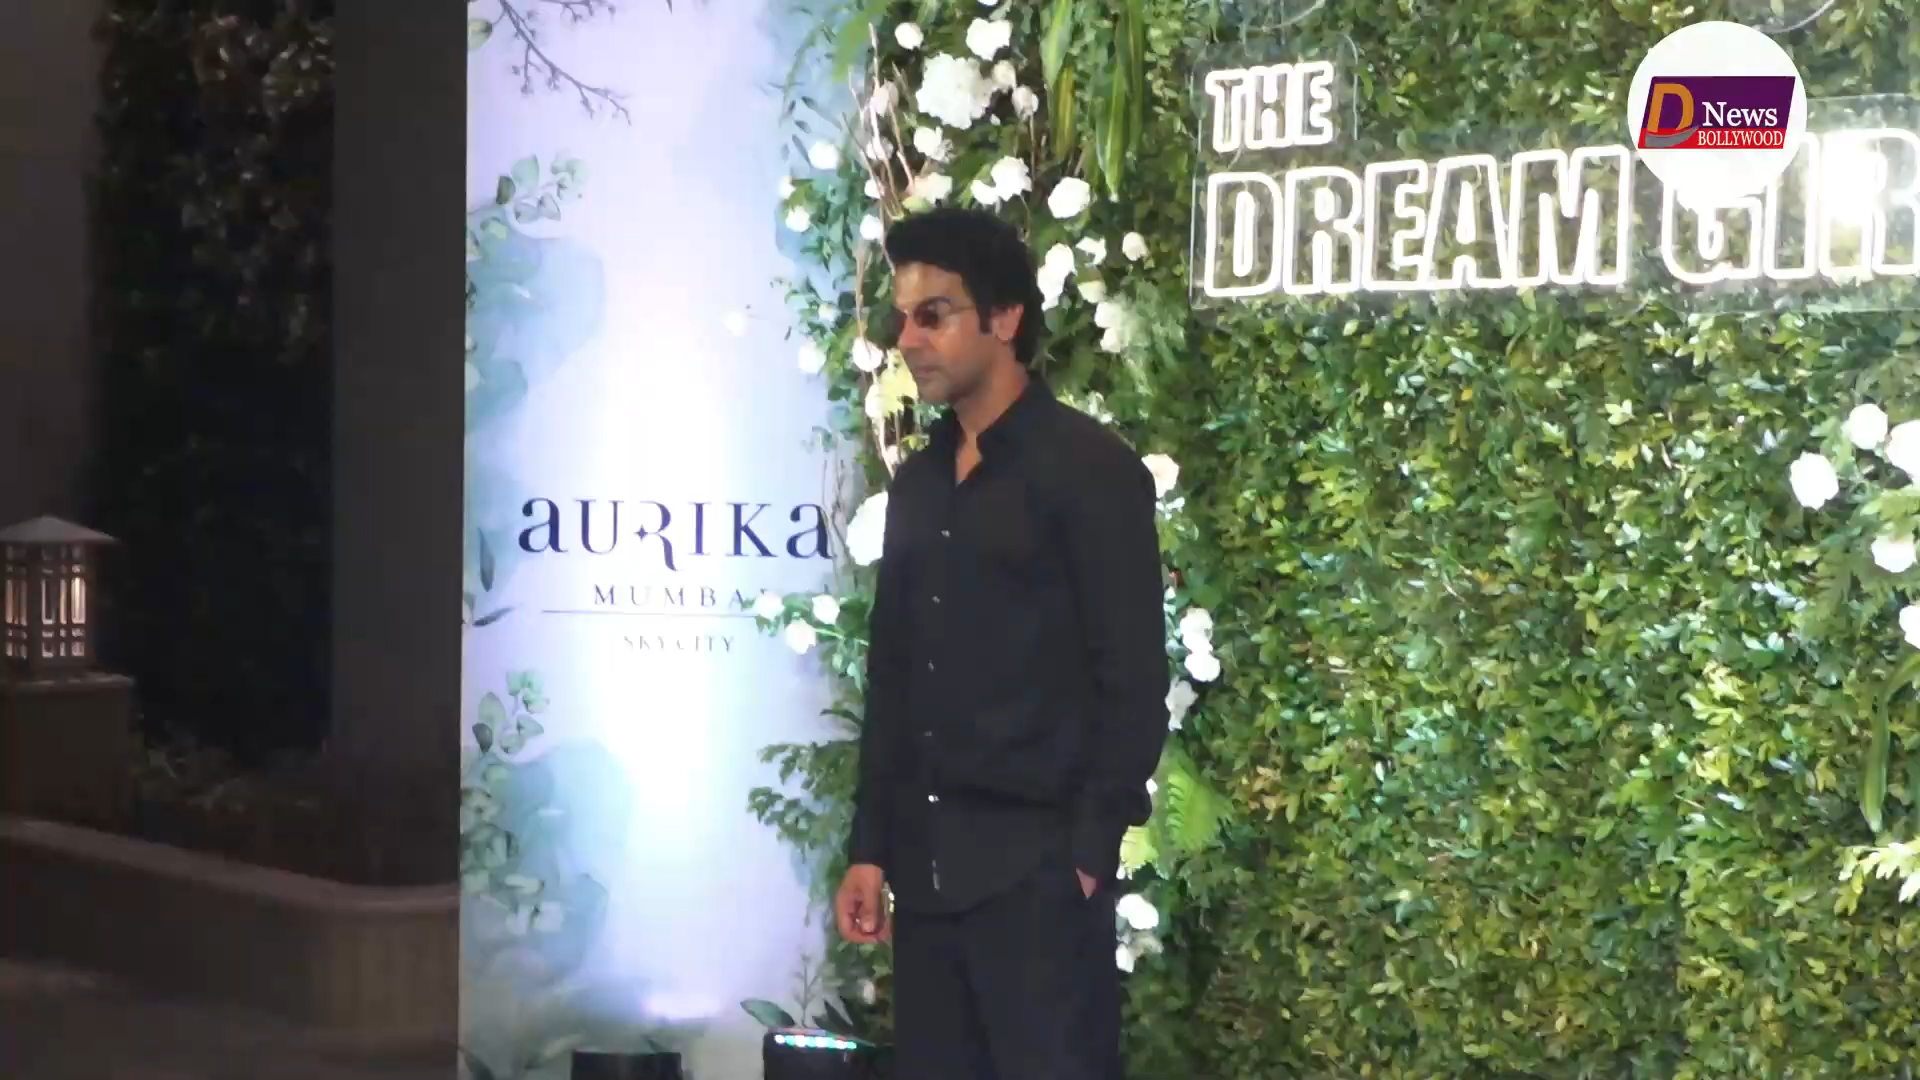 THE
DREAM GIR
D News
BOLLYWOOD
aURIKa
MUMBAI
SKY CITY